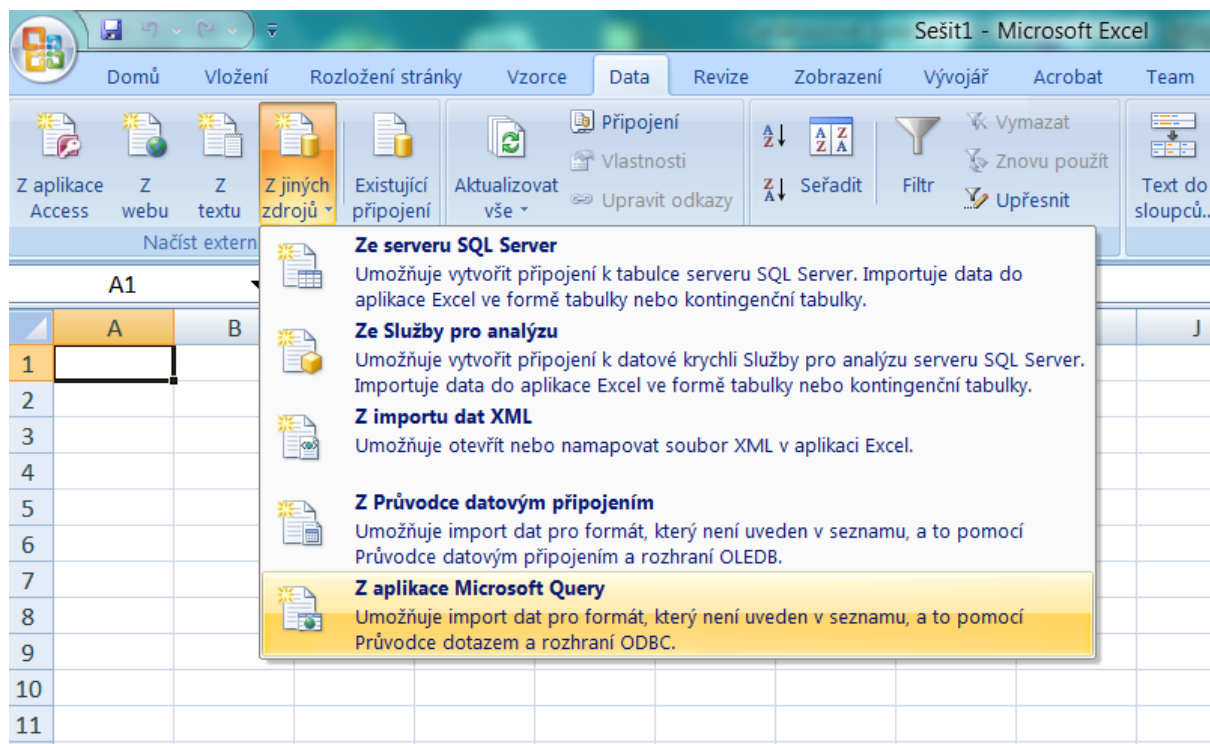 Sešit1 - Microsoft Exc
Domů Vložení Rozložení stránky Vzorce Data Revize Zobrazení Vývojář Acrobat Team
Z aplikace Access
Z webu
Z textu
Z jiných zdrojů
Existující připojení
Aktualizovat vše
Připojení
Vlastnosti
Upravit odkazy
Seřadit
Filtr
Vymazat
Znovu použít
Upřesnit
Text do sloupců..
Načíst extern
Ze serveru SQL Server
Umožňuje vytvořit připojení k tabulce serveru SQL Server. Importuje data do
aplikace Excel ve formě tabulky nebo kontingenční tabulky.
Ze Služby pro analýzu
Umožňuje vytvořit připojení k datové krychli Služby pro analýzu serveru SQL Server.
Importuje data do aplikace Excel ve formě tabulky nebo kontingenční tabulky.
Z importu dat XML
Umožňuje otevřít nebo namapovat soubor XML v aplikaci Excel.
Z Průvodce datovým připojením
Umožňuje import dat pro formát, který není uveden v seznamu, a to pomocí
Průvodce datovým připojením a rozhraní OLEDB.
Z aplikace Microsoft Query
Umožňuje import dat pro formát, který není uveden v seznamu, a to pomocí
Průvodce dotazem a rozhraní ODBC.
A1
A B J
1
2
3
4
5
6
7
8
9
10
11